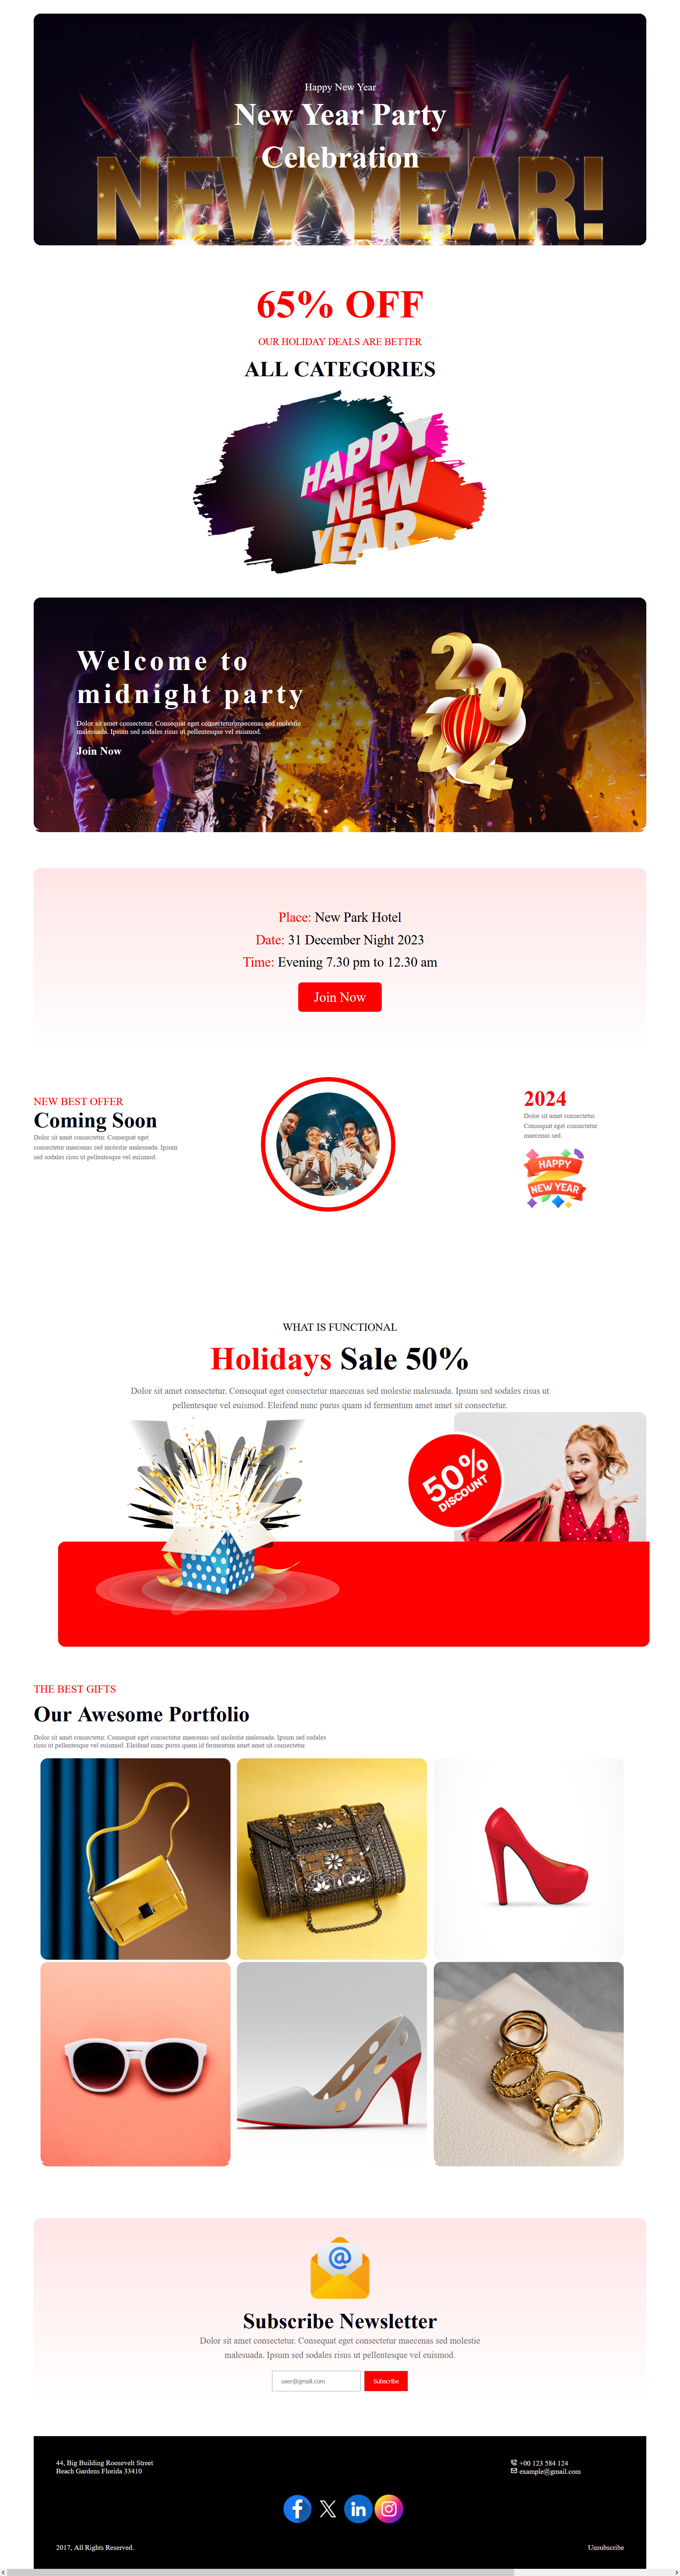 Happy New Year
New Year Party
Celebration
NEW YEAR!
65% OFF
OUR HOLIDAY DEALS ARE BETTER
ALL CATEGORIES
HAPPY
NEW
YEAR
Welcome to
midnight party
Dolor sit amet consectetur. Consequat eget consectetur maecenas sed molestie
malesuada. Ipsum sed sodales risus ut pellentesque vel euismod.
Join Now
20
24
Place: New Park Hotel
Date: 31 December Night 2023
Time: Evening 7.30 pm to 12.30 am
Join Now
NEW BEST OFFER
Coming Soon
Dolor sit amet consectetur. Consequat eget
consectetur maecenas sed molestie malesuada. Ipsum
sed sodales risus ut pellentesque vel euismod.
2024
Dolor sit amet consectetur.
Consequat eget consectetur
maecenas sed.
HAPPY
NEW YEAR
WHAT IS FUNCTIONAL
Holidays Sale 50%
Dolor sit amet consectetur. Consequat eget consectetur maecenas sed molestie malesuada. Ipsum sed sodales risus ut
pellentesque vel euismod. Eleifend nunc purus quam id fermentum amet amet sit consectetur.
50%
DISCOUNT
THE BEST GIFTS
Our Awesome Portfolio
Dolor sit amet consectetur. Consequat eget consectetur maecenas sed molestie malesuada. Ipsum sed sodales
risus ut pellentesque vel euismod. Eleifend nunc purus quam id fermentum amet amet sit consectetur.
Subscribe Newsletter
Dolor sit amet consectetur. Consequat eget consectetur maecenas sed molestie
malesuada. Ipsum sed sodales risus ut pellentesque vel euismod.
user@gmail.com
Subscribe
44, Big Building Roosevelt Street
Beach Gardens Florida 33410
+00 123 584 124
example@gmail.com
2017, All Rights Reserved.
Unsubscribe